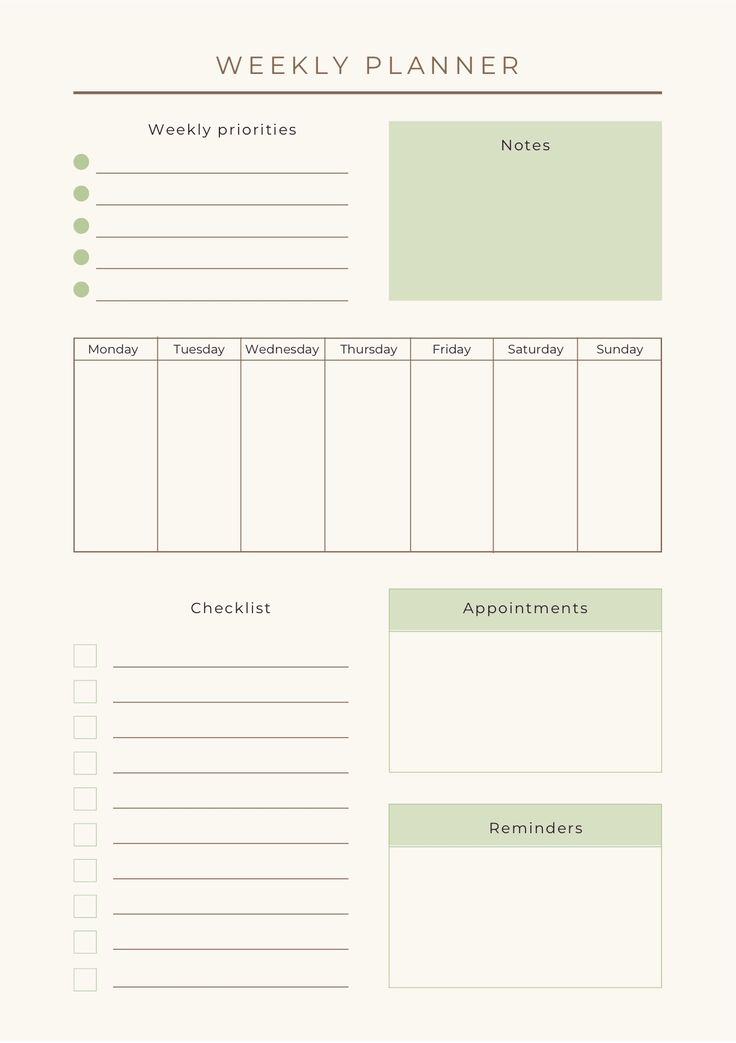 WEEKLY PLANNER
Weekly priorities
Notes
Monday Tuesday Wednesday Thursday Friday Saturday Sunday
Checklist
Appointments
Reminders